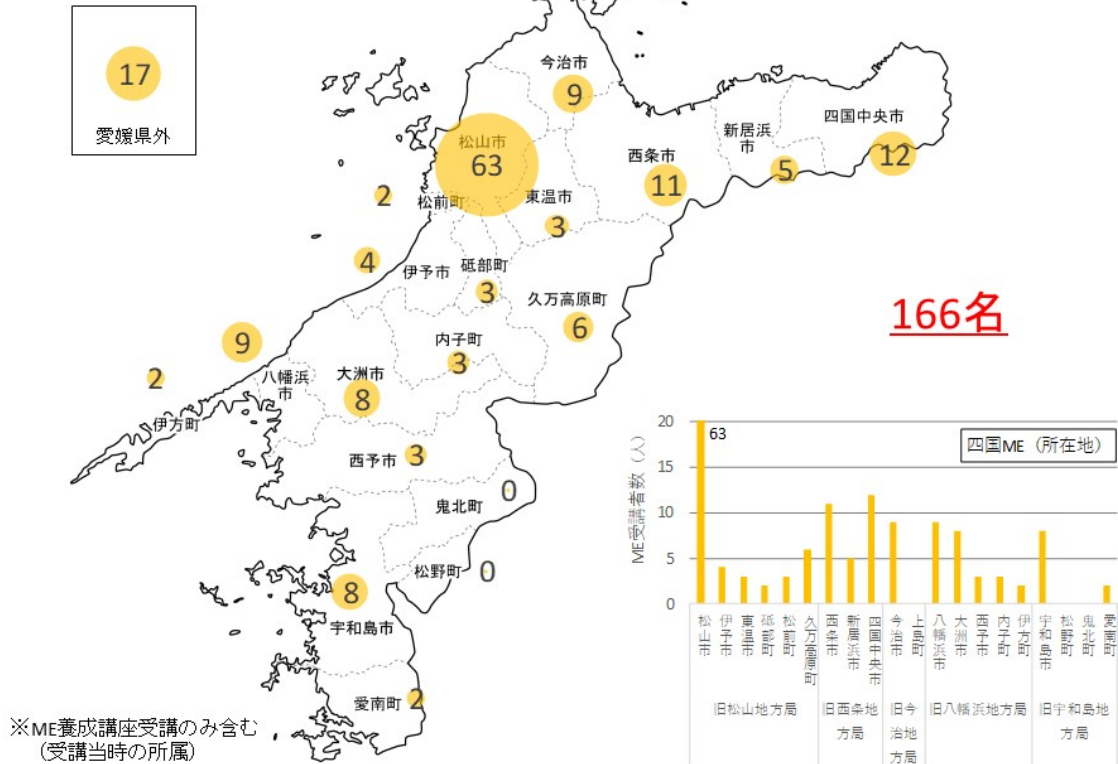 17
愛媛県外
今治市
9
四国中央市
12
新居浜
市
5
松山市
63
西条市
11
2
松前町
東温市
3
4
伊予市
砥部町
3
久万高原町
6
166名
9
内子町
3
2
八幡浜
市
大洲市
8
伊方町
西予市
3
鬼北町
0
松野町
0
8
宇和島市
愛南町
2
※ME養成講座受講のみ含む
(受講当時の所属)
ME受講者数(人)
20
15
10
5
0
63
四国ME(所在地)
松山市
伊予市
東温市
砥部町
松前町
久万高原町
西条市
新居浜市
四国中央市
今治市
上島町
八幡浜市
大洲市
西予市
内子町
伊方町
宇和島市
松野町
鬼北町
愛南町
旧松山地方局
旧西条地
方局
旧今
治地
方局
旧八幡浜地方局
旧宇和島地
方局